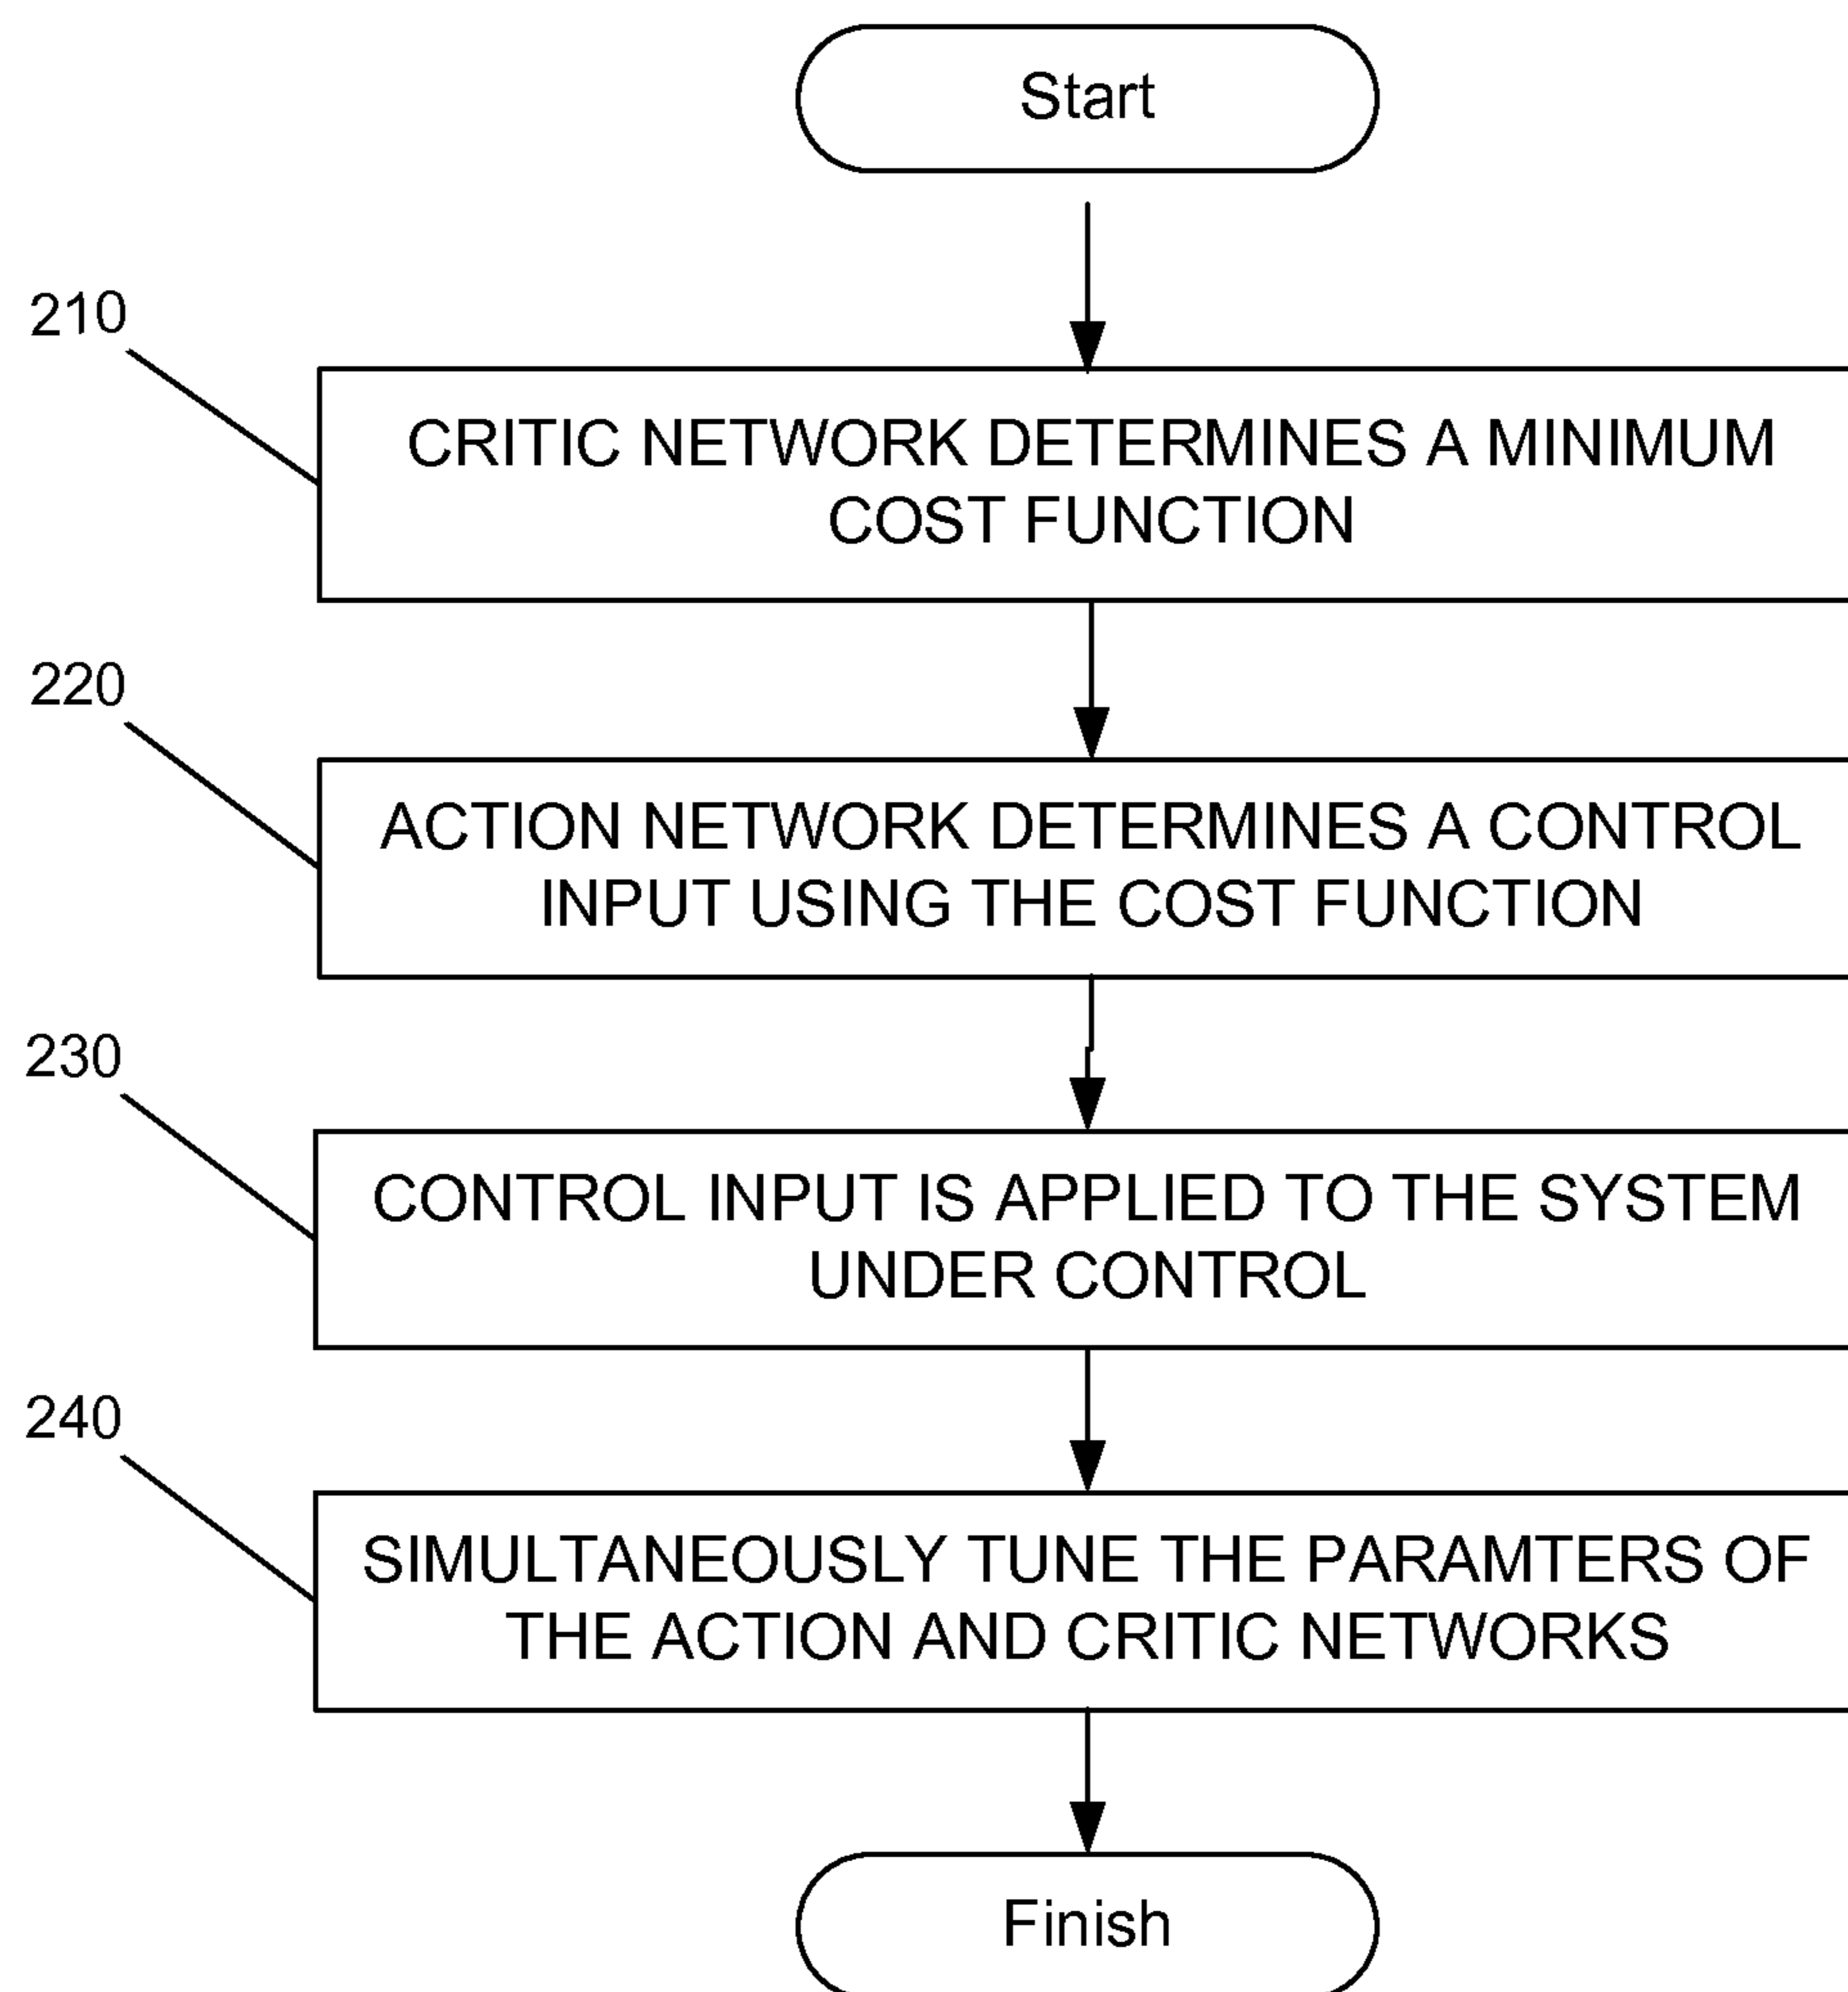 Start
210
CRITIC NETWORK DETERMINES A MINIMUM
COST FUNCTION
220
ACTION NETWORK DETERMINES A CONTROL
INPUT USING THE COST FUNCTION
230
CONTROL INPUT IS APPLIED TO THE SYSTEM
UNDER CONTROL
240
SIMULTANEOUSLY TUNE THE PARAMTERS OF
THE ACTION AND CRITIC NETWORKS
Finish